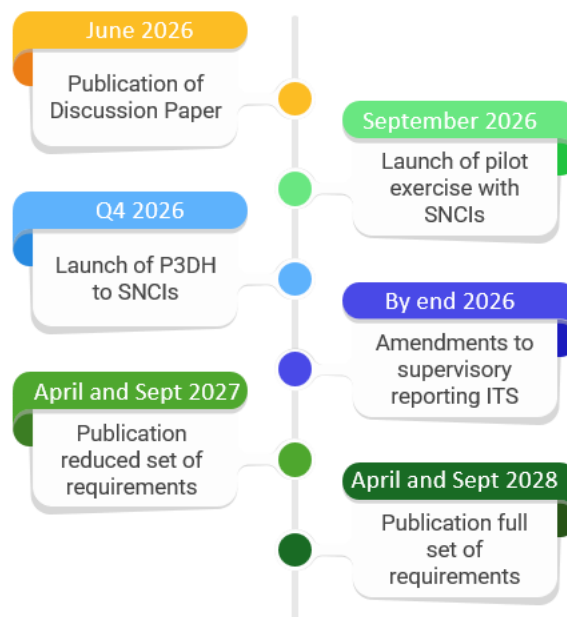 June 2026
Publication of
Discussion Paper
September 2026
Launch of pilot
exercise with
SNCIs
Q4 2026
Launch of P3DH
to SNCIs
By end 2026
Amendments to
supervisory
reporting ITS
April and Sept 2027
Publication
reduced set of
requirements
April and Sept 2028
Publication full
set of
requirements